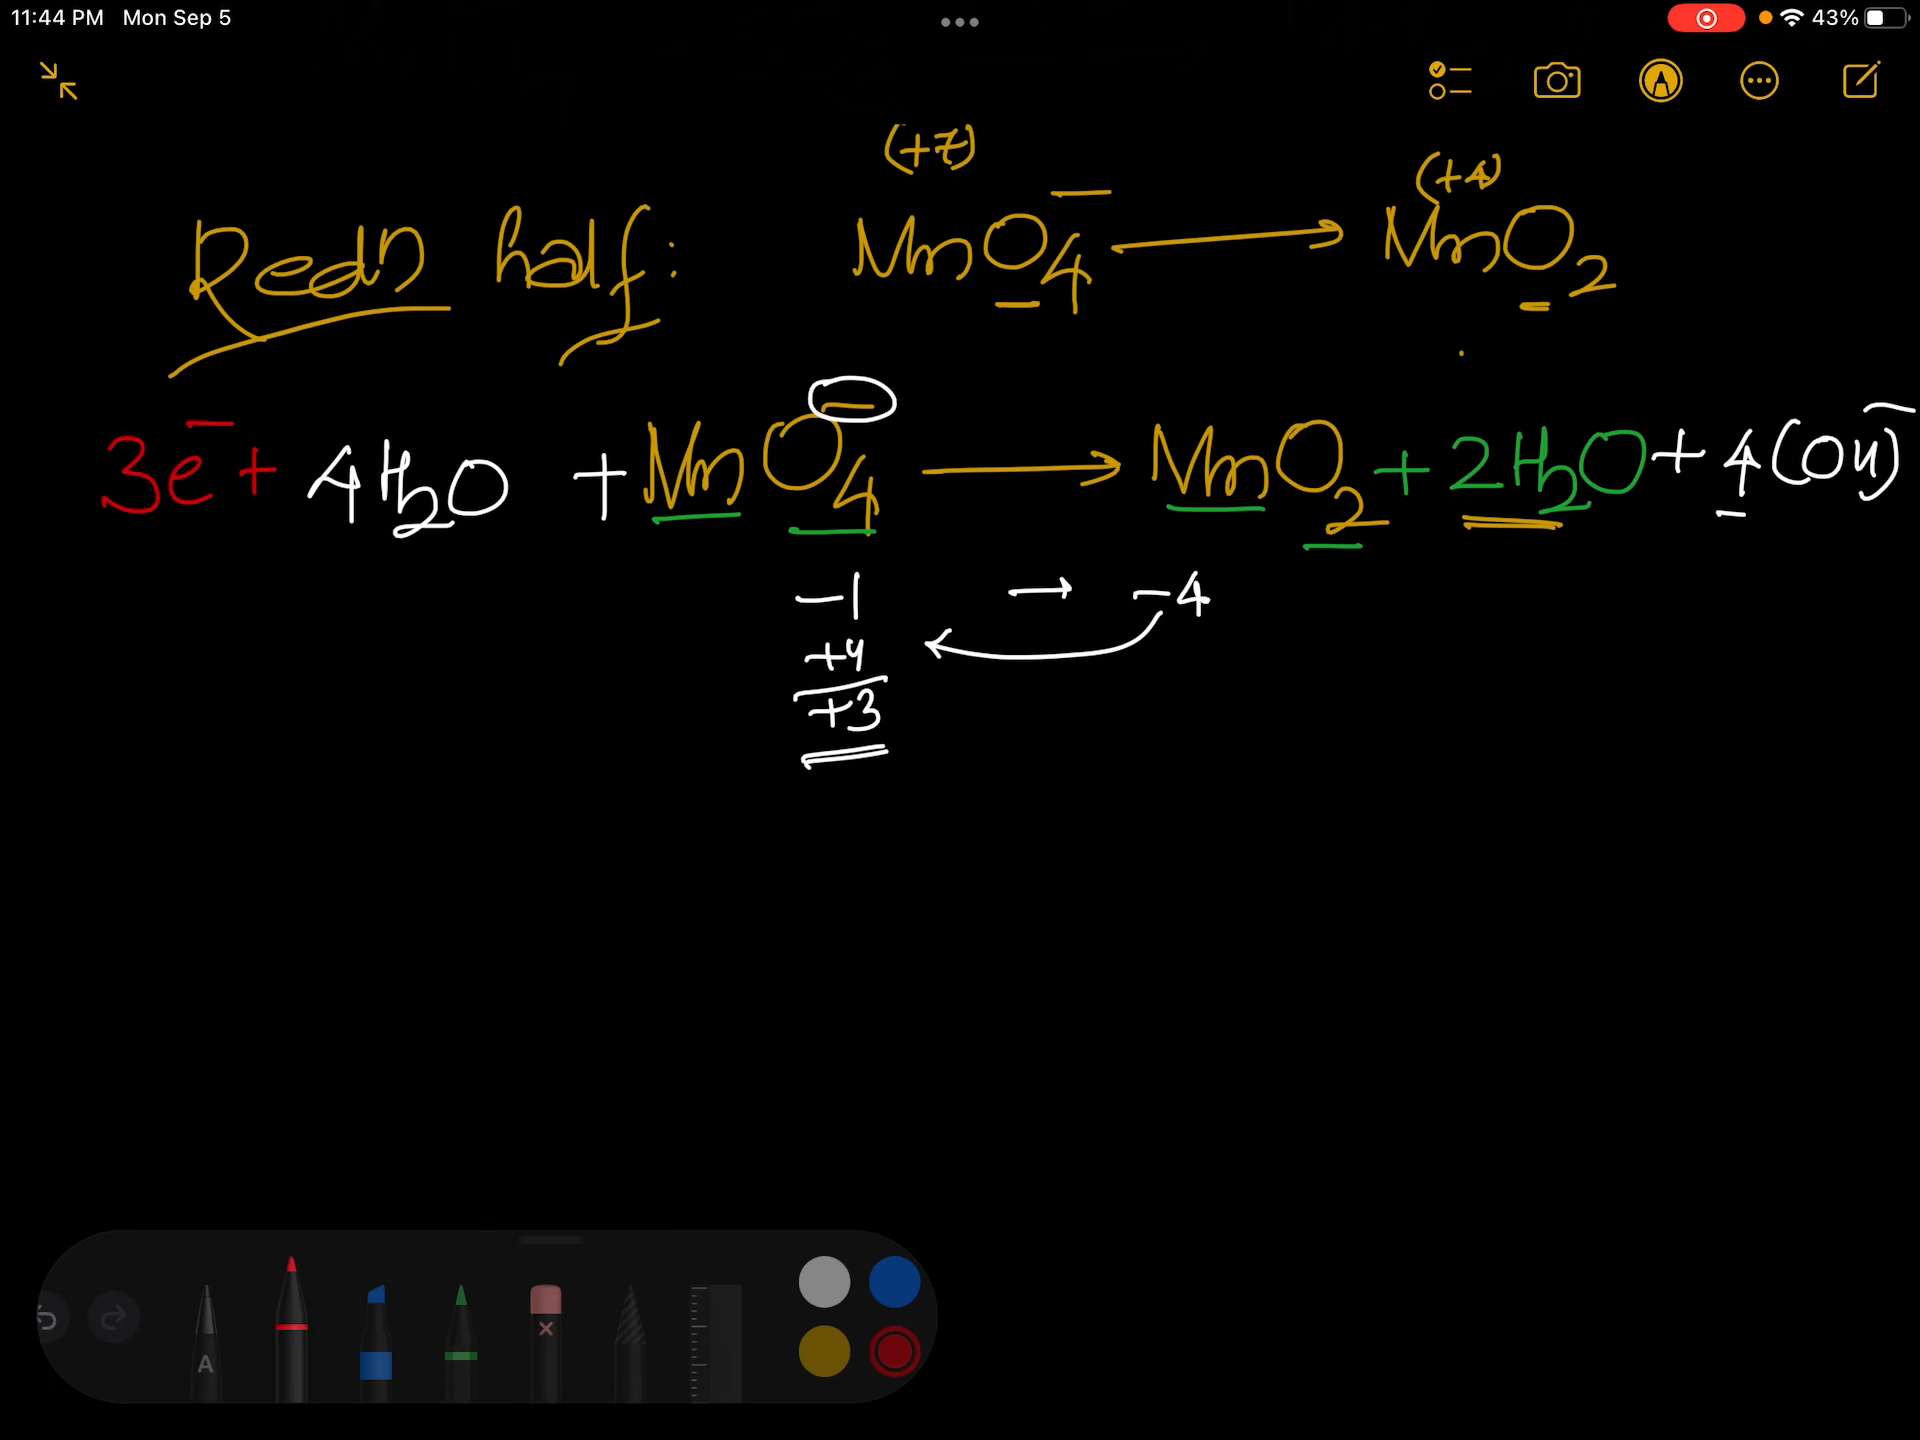 11:44 PM Mon Sep 5
43%
(+7)
(+4)
Redn half: MnO₄⁻ → MnO₂
3e⁻ + 4H₂O + MnO₄⁻ → MnO₂ + 2H₂O + 4(OH)⁻
-1 → -4
+4
+3
A